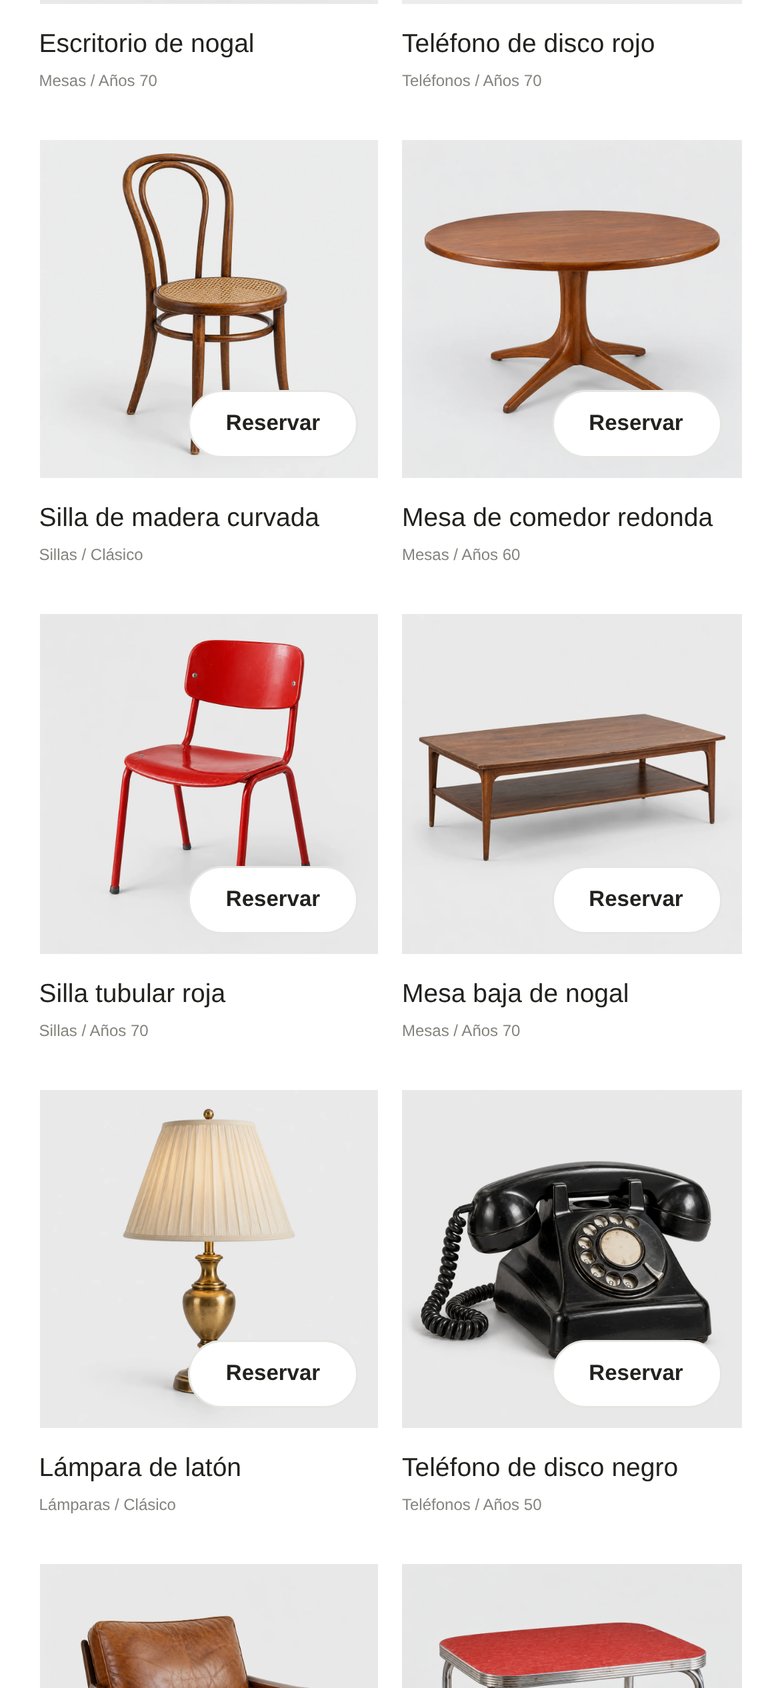 Escritorio de nogal
Mesas / Años 70
Teléfono de disco rojo
Teléfonos / Años 70
Reservar
Silla de madera curvada
Sillas / Clásico
Reservar
Mesa de comedor redonda
Mesas / Años 60
Reservar
Silla tubular roja
Sillas / Años 70
Reservar
Mesa baja de nogal
Mesas / Años 70
Reservar
Lámpara de latón
Lámparas / Clásico
Reservar
Teléfono de disco negro
Teléfonos / Años 50